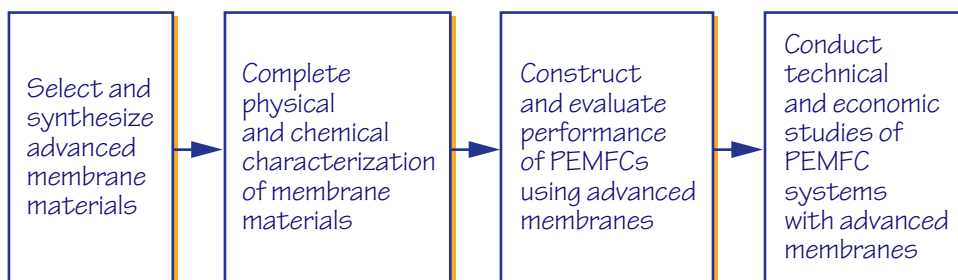 Select and
synthesize
advanced
membrane
materials
Complete
physical
and chemical
characterization
of membrane
materials
Construct
and evaluate
performance
of PEMFCs
using advanced
membranes
Conduct
technical
and economic
studies of
PEMFC
systems
with advanced
membranes